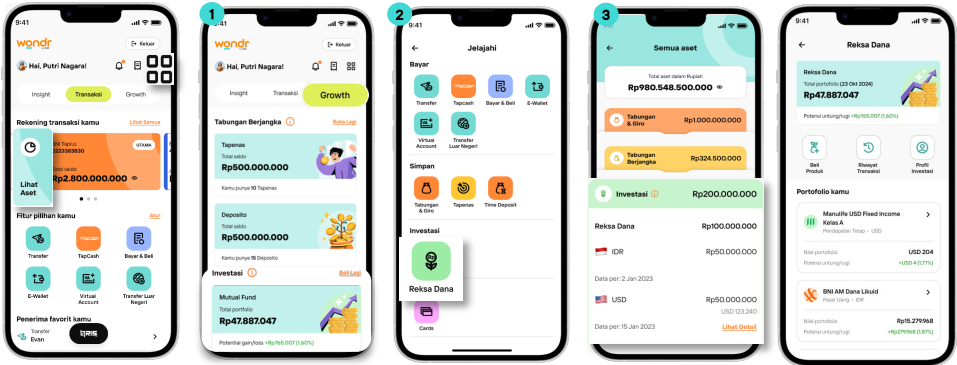 9:41
wondr
Keluar
Hai, Putri Nagara!
Insight
Transaksi
Growth
Rekening transaksi kamu
Lihat Semua
BNI Taplus
1223383830
UTAMA
Total saldo
Rp2.800.000.000
Lihat
Aset
Fitur pilihan kamu
Atur
Transfer
TapCash
Bayar & Beli
E-Wallet
Virtual
Account
Transfer Luar
Negeri
Penerima favorit kamu
Transfer
Evan
QRIS
1
9:41
wondr
Keluar
Hai, Putri Nagara!
Insight
Transaksi
Growth
Tabungan Berjangka
Buka Lagi
Tapenas
Total saldo
Rp500.000.000
Kamu punya 10 Tapenas
Deposito
Total saldo
Rp500.000.000
Kamu punya 15 Deposito
Investasi
Beli Lagi
Mutual Fund
Total portfolio
Rp47.887.047
Potential gain/loss +Rp765.007 (1,60%)
2
9:41
Jelajahi
Bayar
Transfer
Tapcash
Bayar & Beli
E-Wallet
Virtual
Account
Transfer
Luar Negeri
Simpan
Tabungan
& Giro
Tapenas
Time Deposit
Investasi
Reksa Dana
Cards
3
9:41
Semua aset
Total aset dalam Rupiah
Rp980.548.500.000
Tabungan
& Giro
Rp1.000.000.000
Tabungan
Berjangka
Rp324.500.000
Investasi
Rp200.000.000
Reksa Dana
Rp100.000.000
IDR
Rp50.000.000
Data per: 2 Jan 2023
USD
Rp50.000.000
USD 123.240
Data per: 15 Jan 2023
Lihat Detail
9:41
Reksa Dana
Reksa Dana
Total portfolio (23 Okt 2024)
Rp47.887.047
Potensi untung/rugi +Rp765.007 (1,60%)
Beli
Produk
Riwayat
Transaksi
Profil
Investasi
Portofolio kamu
Manulife USD Fixed Income
Kelas A
Pendapatan Tetap - USD
Nilai portofolio
USD 204
Potensi untung/rugi
+USD 4 (1,77%)
BNI AM Dana Likuid
Pasar Uang - IDR
Nilai portofolio
Rp15.279.968
Potensi untung/rugi
+Rp279.968 (1,87%)